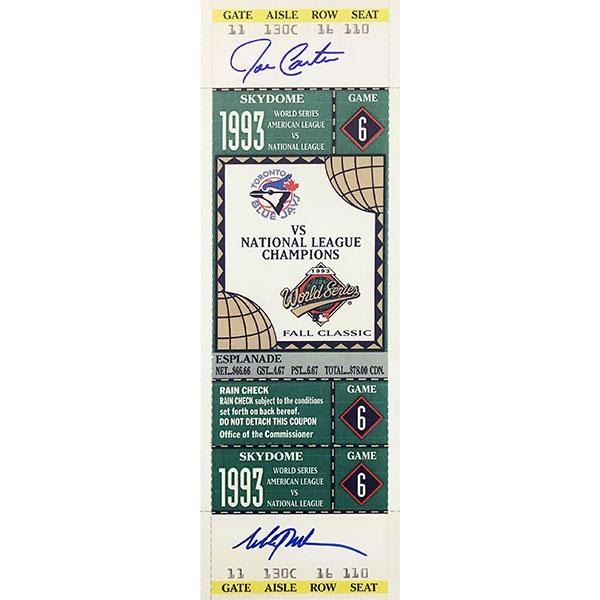 GATE AISLE ROW SEAT
11 130C 16 110
Joe Carter
SKYDOME
1993
WORLD SERIES
AMERICAN LEAGUE
VS
NATIONAL LEAGUE
GAME
6
TORONTO
BLUE JAYS
VS
NATIONAL LEAGUE
CHAMPIONS
1993
World Series
FALL CLASSIC
ESPLANADE
NET...$66.66 GST...4.67 PST...6.67 TOTAL...$78.00 CDN.
RAIN CHECK
RAIN CHECK subject to the conditions
set forth on back hereof.
DO NOT DETACH THIS COUPON
Office of the Commissioner
GAME
6
SKYDOME
1993
WORLD SERIES
AMERICAN LEAGUE
VS
NATIONAL LEAGUE
GAME
6
11 130C 16 110
GATE AISLE ROW SEAT